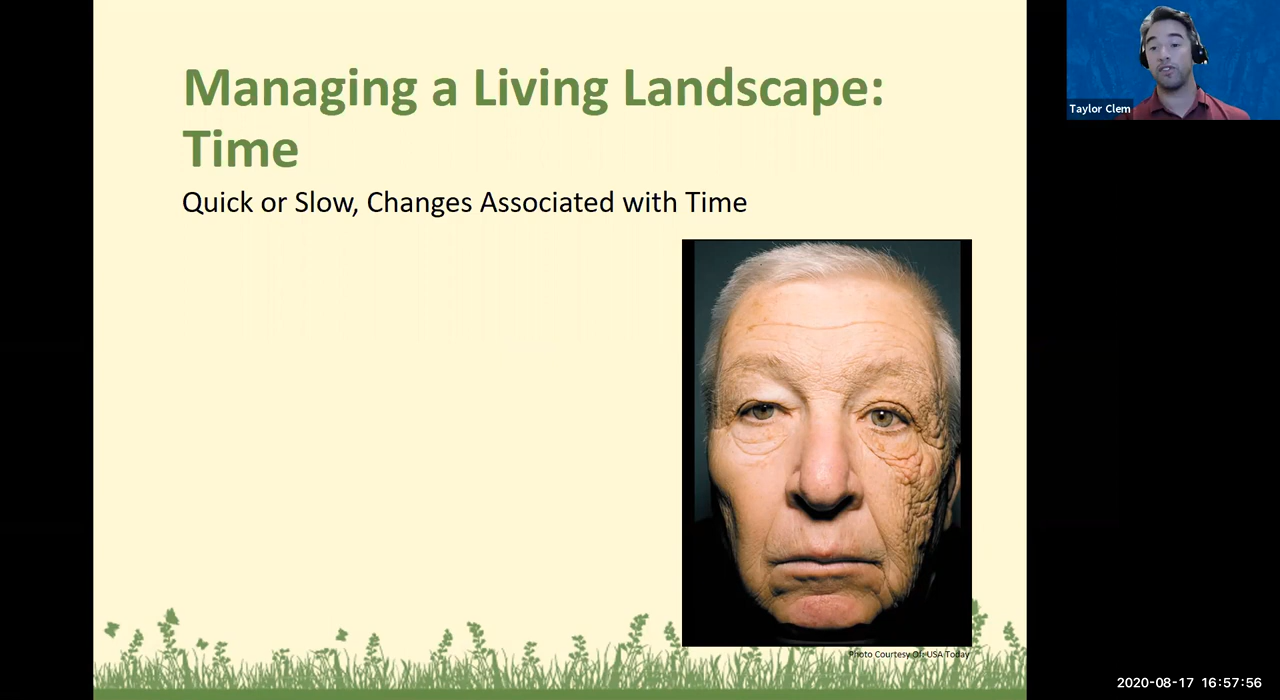 Managing a Living Landscape:
Time
Quick or Slow, Changes Associated with Time
Taylor Clem
Photo Courtesy Of: USA Today
2020-08-17 16:57:56